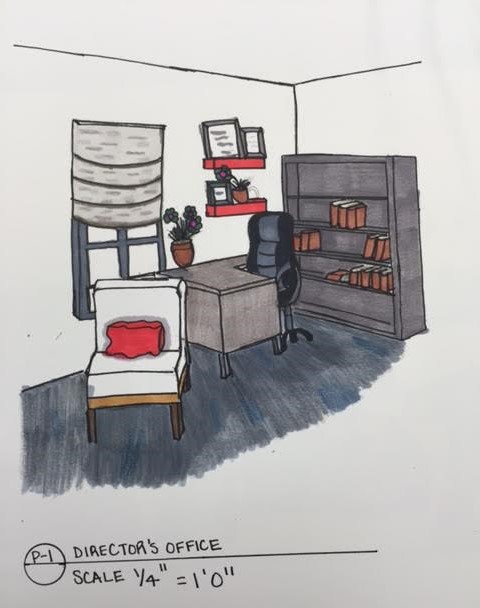 P-1 DIRECTOR'S OFFICE
SCALE 1/4" = 1'0"